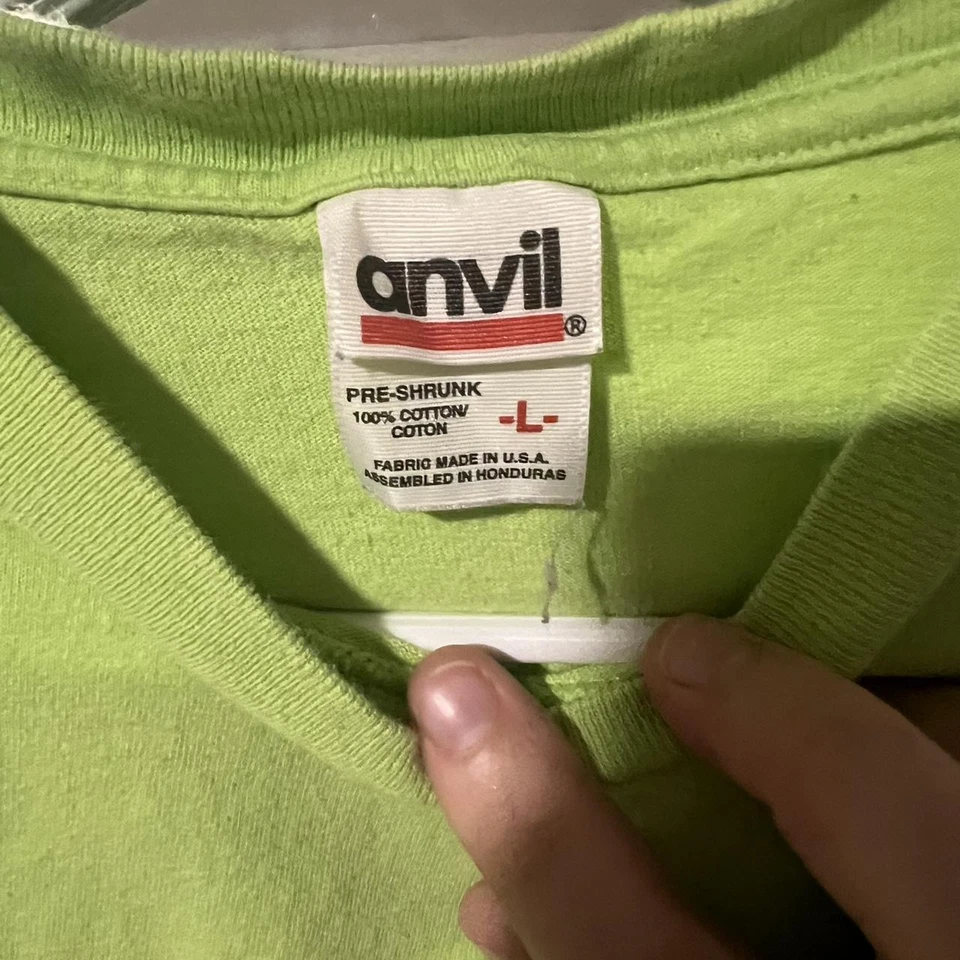 anvil®
PRE-SHRUNK
100% COTTON/
COTON
-L-
FABRIC MADE IN U.S.A.
ASSEMBLED IN HONDURAS